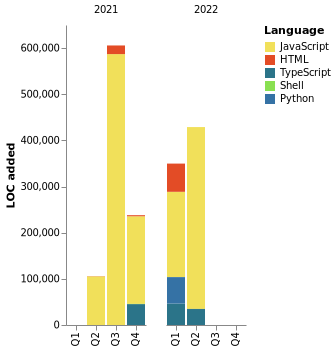 2021
2022
Language
JavaScript
HTML
TypeScript
Shell
Python
LOC added
600,000
500,000
400,000
300,000
200,000
100,000
0
Q1
Q2
Q3
Q4
Q1
Q2
Q3
Q4